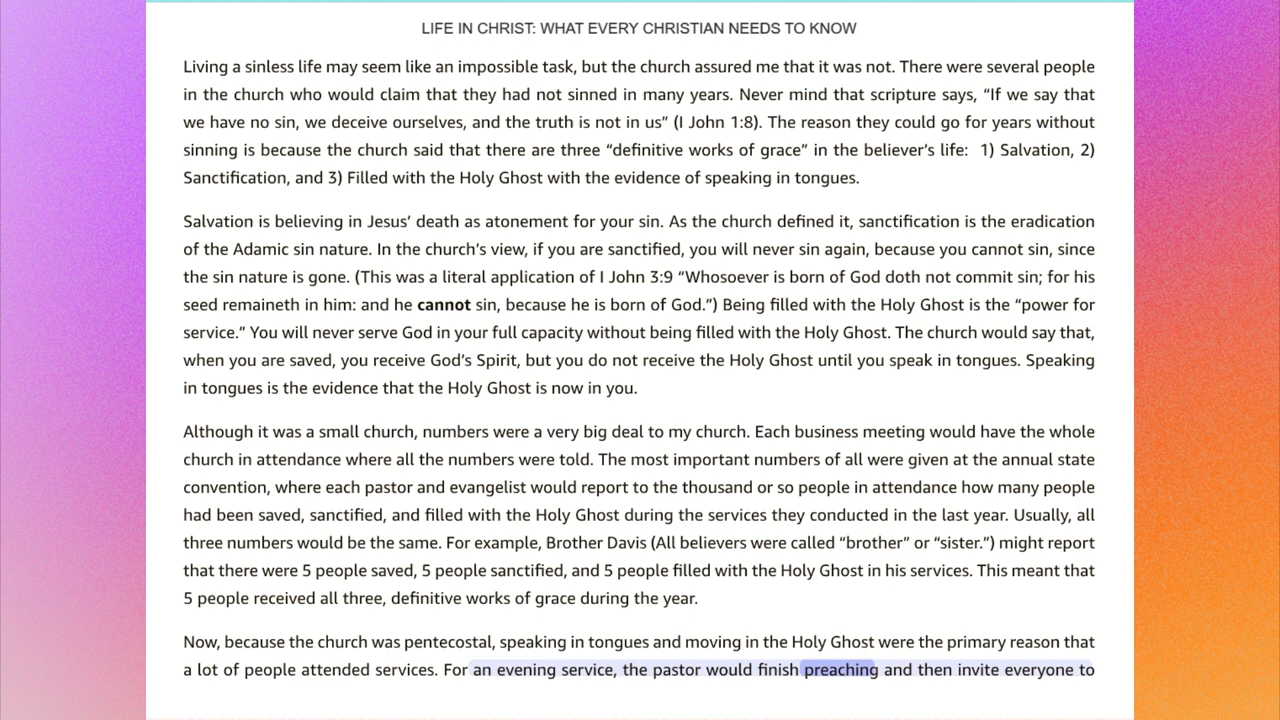 LIFE IN CHRIST: WHAT EVERY CHRISTIAN NEEDS TO KNOW
Living a sinless life may seem like an impossible task, but the church assured me that it was not. There were several people
in the church who would claim that they had not sinned in many years. Never mind that scripture says, “If we say that
we have no sin, we deceive ourselves, and the truth is not in us” (I John 1:8). The reason they could go for years without
sinning is because the church said that there are three “definitive works of grace” in the believer’s life:  1) Salvation, 2)
Sanctification, and 3) Filled with the Holy Ghost with the evidence of speaking in tongues.
Salvation is believing in Jesus’ death as atonement for your sin. As the church defined it, sanctification is the eradication
of the Adamic sin nature. In the church’s view, if you are sanctified, you will never sin again, because you cannot sin, since
the sin nature is gone. (This was a literal application of I John 3:9 “Whosoever is born of God doth not commit sin; for his
seed remaineth in him: and he cannot sin, because he is born of God.”) Being filled with the Holy Ghost is the “power for
service.” You will never serve God in your full capacity without being filled with the Holy Ghost. The church would say that,
when you are saved, you receive God’s Spirit, but you do not receive the Holy Ghost until you speak in tongues. Speaking
in tongues is the evidence that the Holy Ghost is now in you.
Although it was a small church, numbers were a very big deal to my church. Each business meeting would have the whole
church in attendance where all the numbers were told. The most important numbers of all were given at the annual state
convention, where each pastor and evangelist would report to the thousand or so people in attendance how many people
had been saved, sanctified, and filled with the Holy Ghost during the services they conducted in the last year. Usually, all
three numbers would be the same. For example, Brother Davis (All believers were called “brother” or “sister.”) might report
that there were 5 people saved, 5 people sanctified, and 5 people filled with the Holy Ghost in his services. This meant that
5 people received all three, definitive works of grace during the year.
Now, because the church was pentecostal, speaking in tongues and moving in the Holy Ghost were the primary reason that
a lot of people attended services. For an evening service, the pastor would finish preaching and then invite everyone to